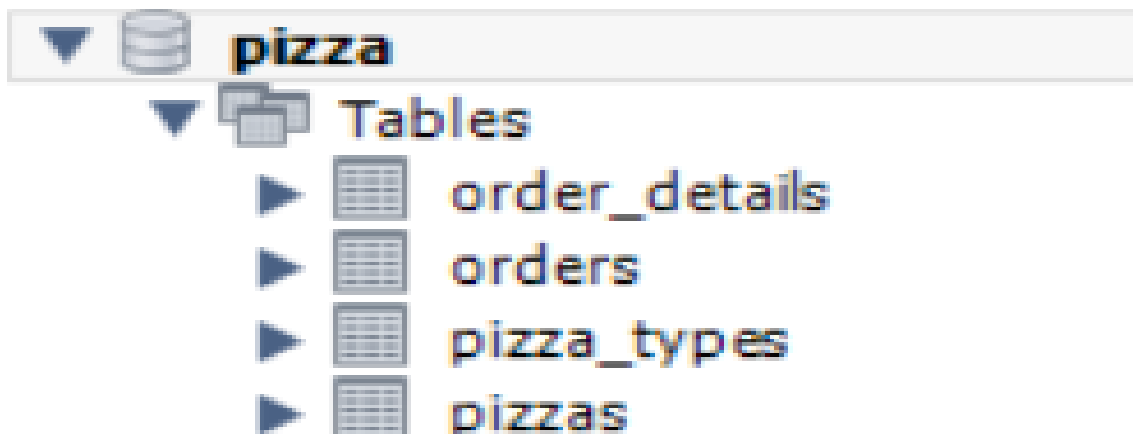 pizza
Tables
order_details
orders
pizza_types
pizzas